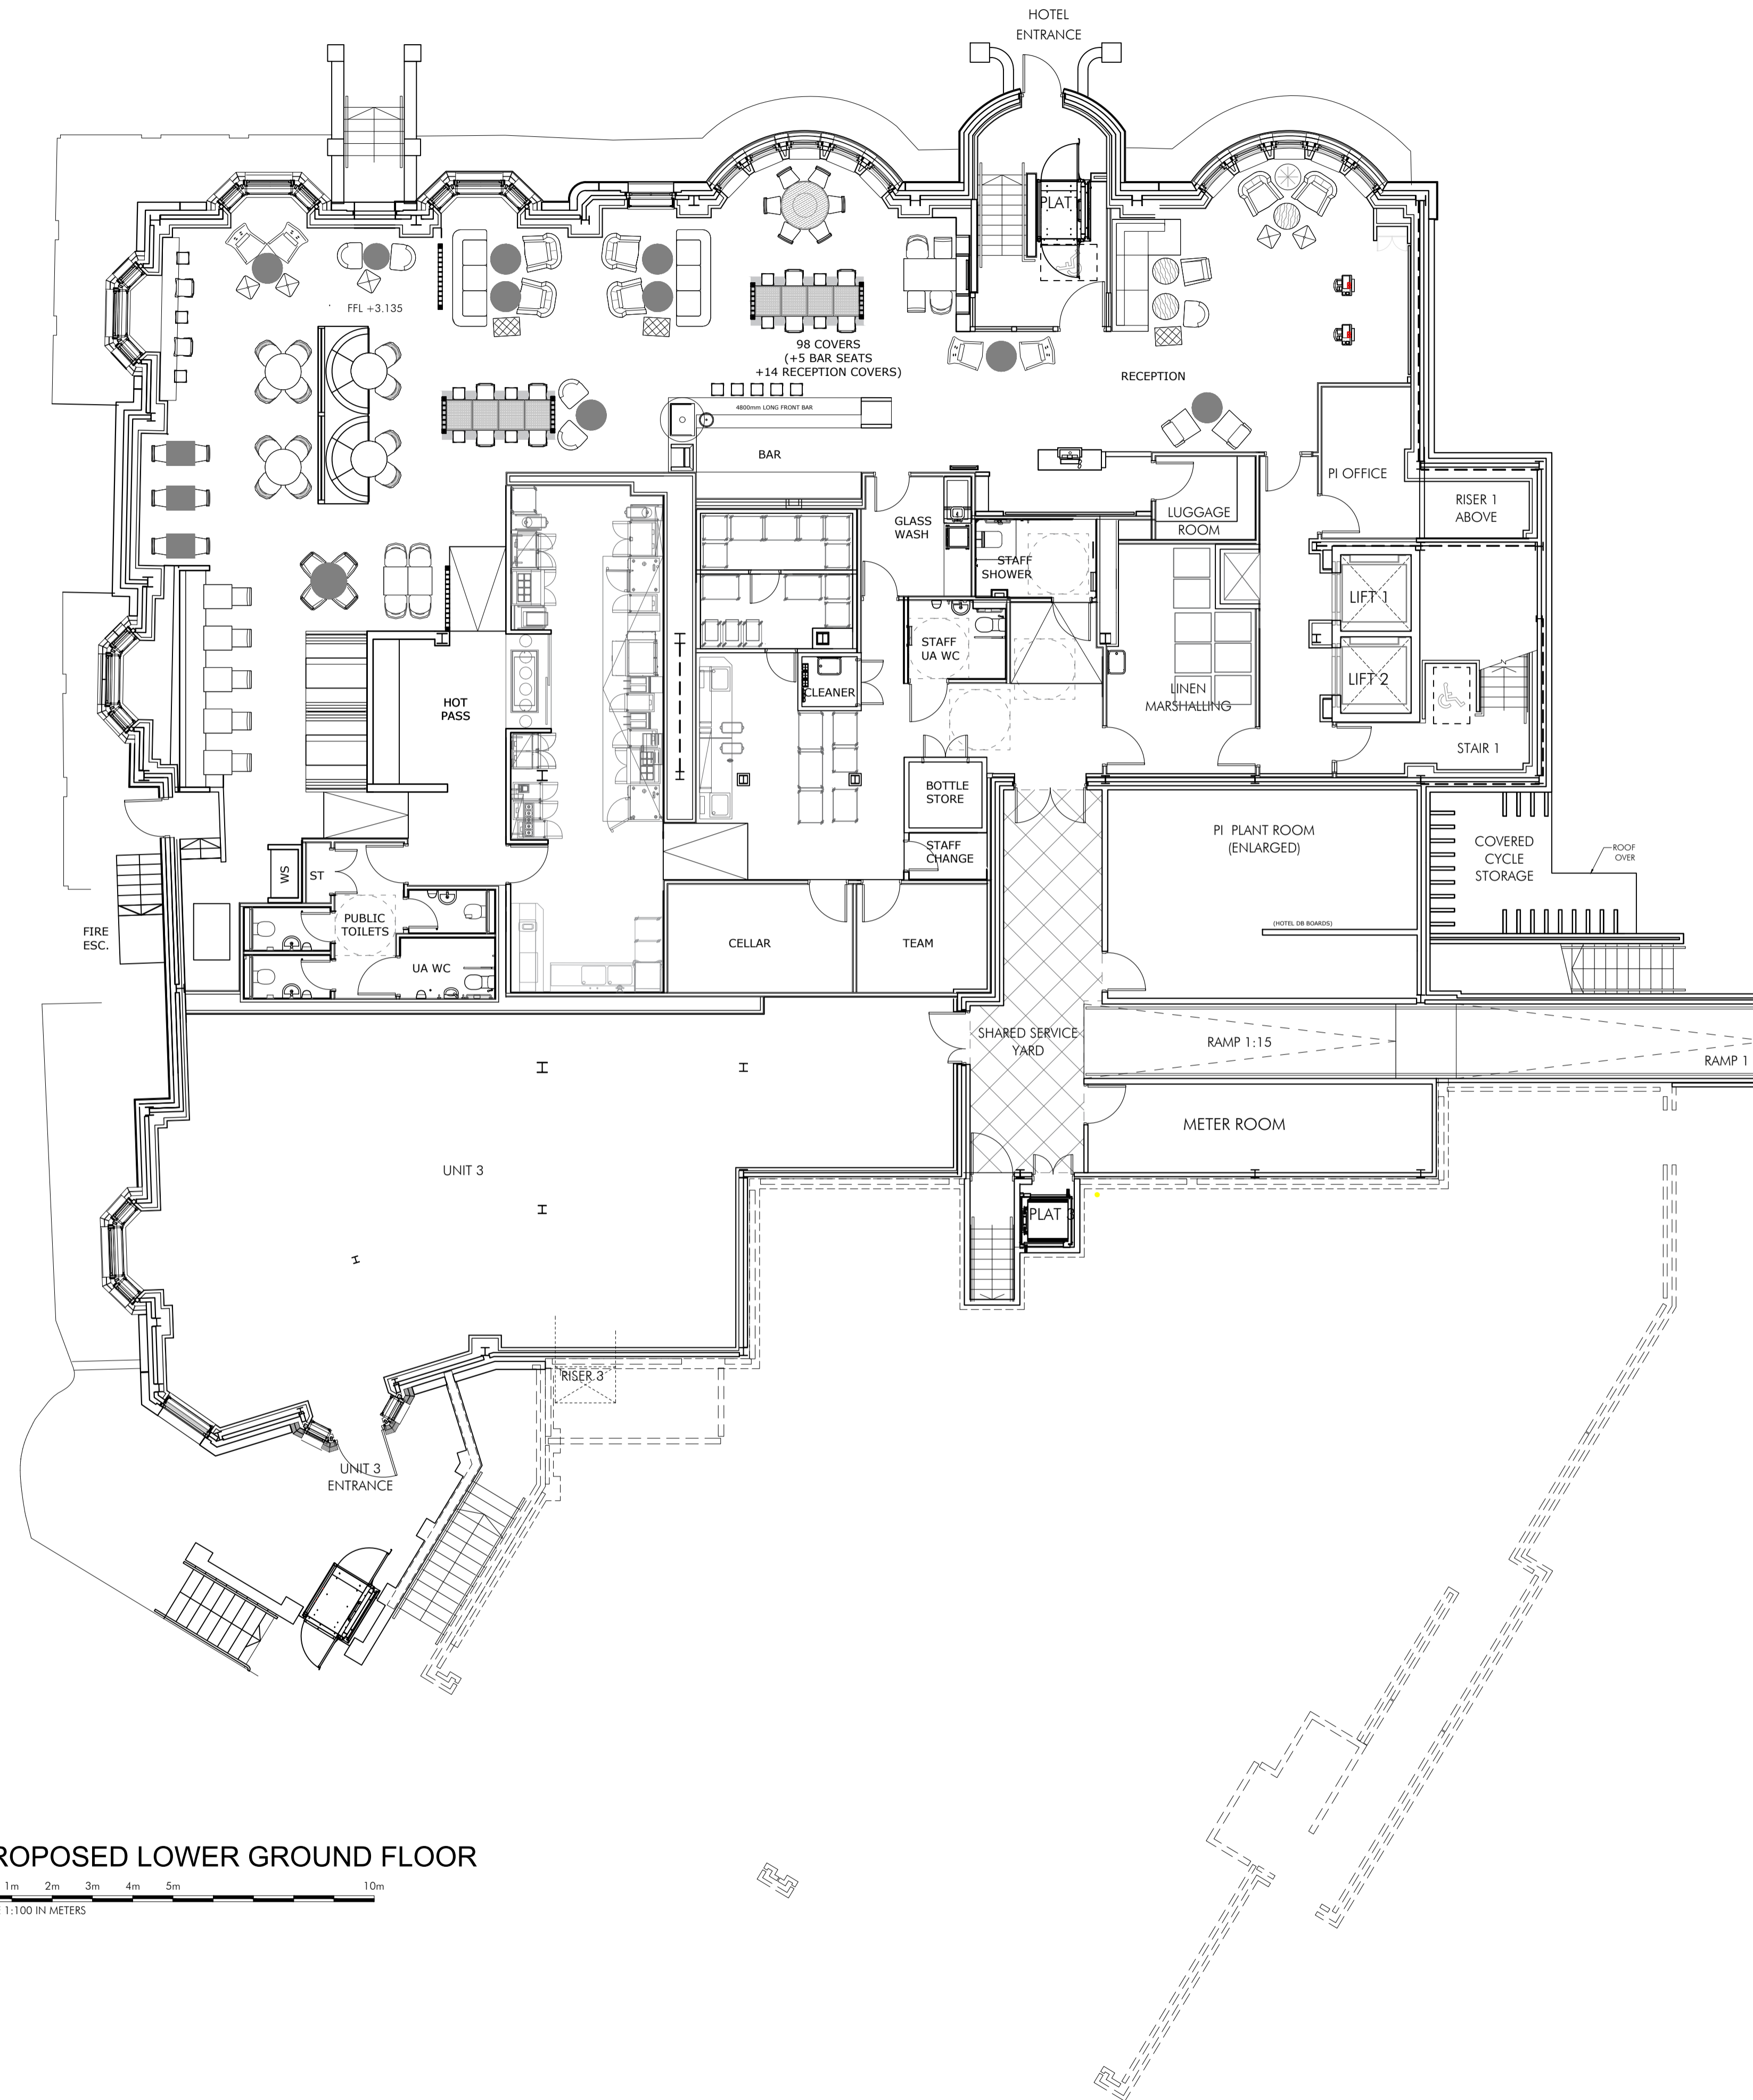 HOTEL
ENTRANCE
PLAT
FFL +3.135
98 COVERS
(+5 BAR SEATS
+14 RECEPTION COVERS)
RECEPTION
4800mm LONG FRONT BAR
BAR
PI OFFICE
RISER 1
ABOVE
GLASS
WASH
LUGGAGE
ROOM
STAFF
SHOWER
LIFT 1
STAFF
UA WC
LIFT 2
CLEANER
LINEN
MARSHALLING
HOT
PASS
STAIR 1
BOTTLE
STORE
PI PLANT ROOM
(ENLARGED)
COVERED
CYCLE
STORAGE
ROOF
OVER
STAFF
CHANGE
WS
ST
PUBLIC
TOILETS
(HOTEL DB BOARDS)
FIRE
ESC.
CELLAR
TEAM
UA WC
SHARED SERVICE
YARD
RAMP 1:15
RAMP 1
METER ROOM
UNIT 3
PLAT 3
RISER 3
UNIT 3
ENTRANCE
ROPOSED LOWER GROUND FLOOR
1m 2m 3m 4m 5m 10m
1:100 IN METERS